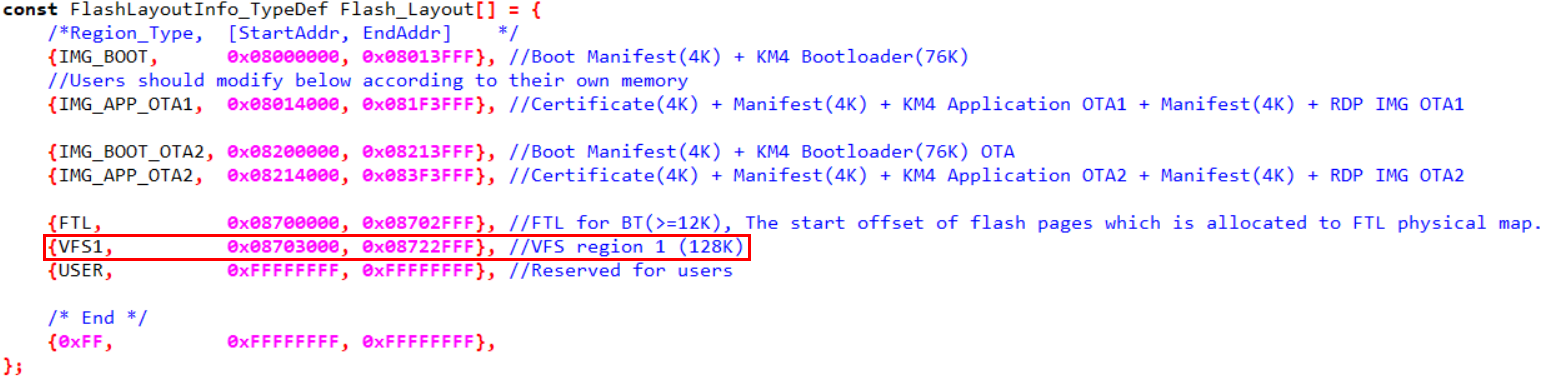 const FlashLayoutInfo_TypeDef Flash_Layout[] = {
/*Region_Type, [StartAddr, EndAddr] */
{IMG_BOOT, 0x08000000, 0x08013FFF}, //Boot Manifest(4K) + KM4 Bootloader(76K)
//Users should modify below according to their own memory
{IMG_APP_OTA1, 0x08014000, 0x081F3FFF}, //Certificate(4K) + Manifest(4K) + KM4 Application OTA1 + Manifest(4K) + RDP IMG OTA1
{IMG_BOOT_OTA2, 0x08200000, 0x08213FFF}, //Boot Manifest(4K) + KM4 Bootloader(76K) OTA
{IMG_APP_OTA2, 0x08214000, 0x083F3FFF}, //Certificate(4K) + Manifest(4K) + KM4 Application OTA2 + Manifest(4K) + RDP IMG OTA2
{FTL, 0x08700000, 0x08702FFF}, //FTL for BT(>=12K), The start offset of flash pages which is allocated to FTL physical map.
{VFS1, 0x08703000, 0x08722FFF}, //VFS region 1 (128K)
{USER, 0xFFFFFFFF, 0xFFFFFFFF}, //Reserved for users
/* End */
{0xFF, 0xFFFFFFFF, 0xFFFFFFFF},
};